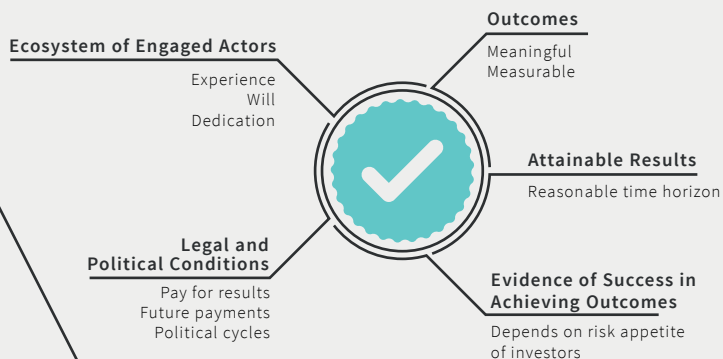 Ecosystem of Engaged Actors
Experience
Will
Dedication
Outcomes
Meaningful
Measurable
Attainable Results
Reasonable time horizon
Legal and
Political Conditions
Pay for results
Future payments
Political cycles
Evidence of Success in
Achieving Outcomes
Depends on risk appetite
of investors